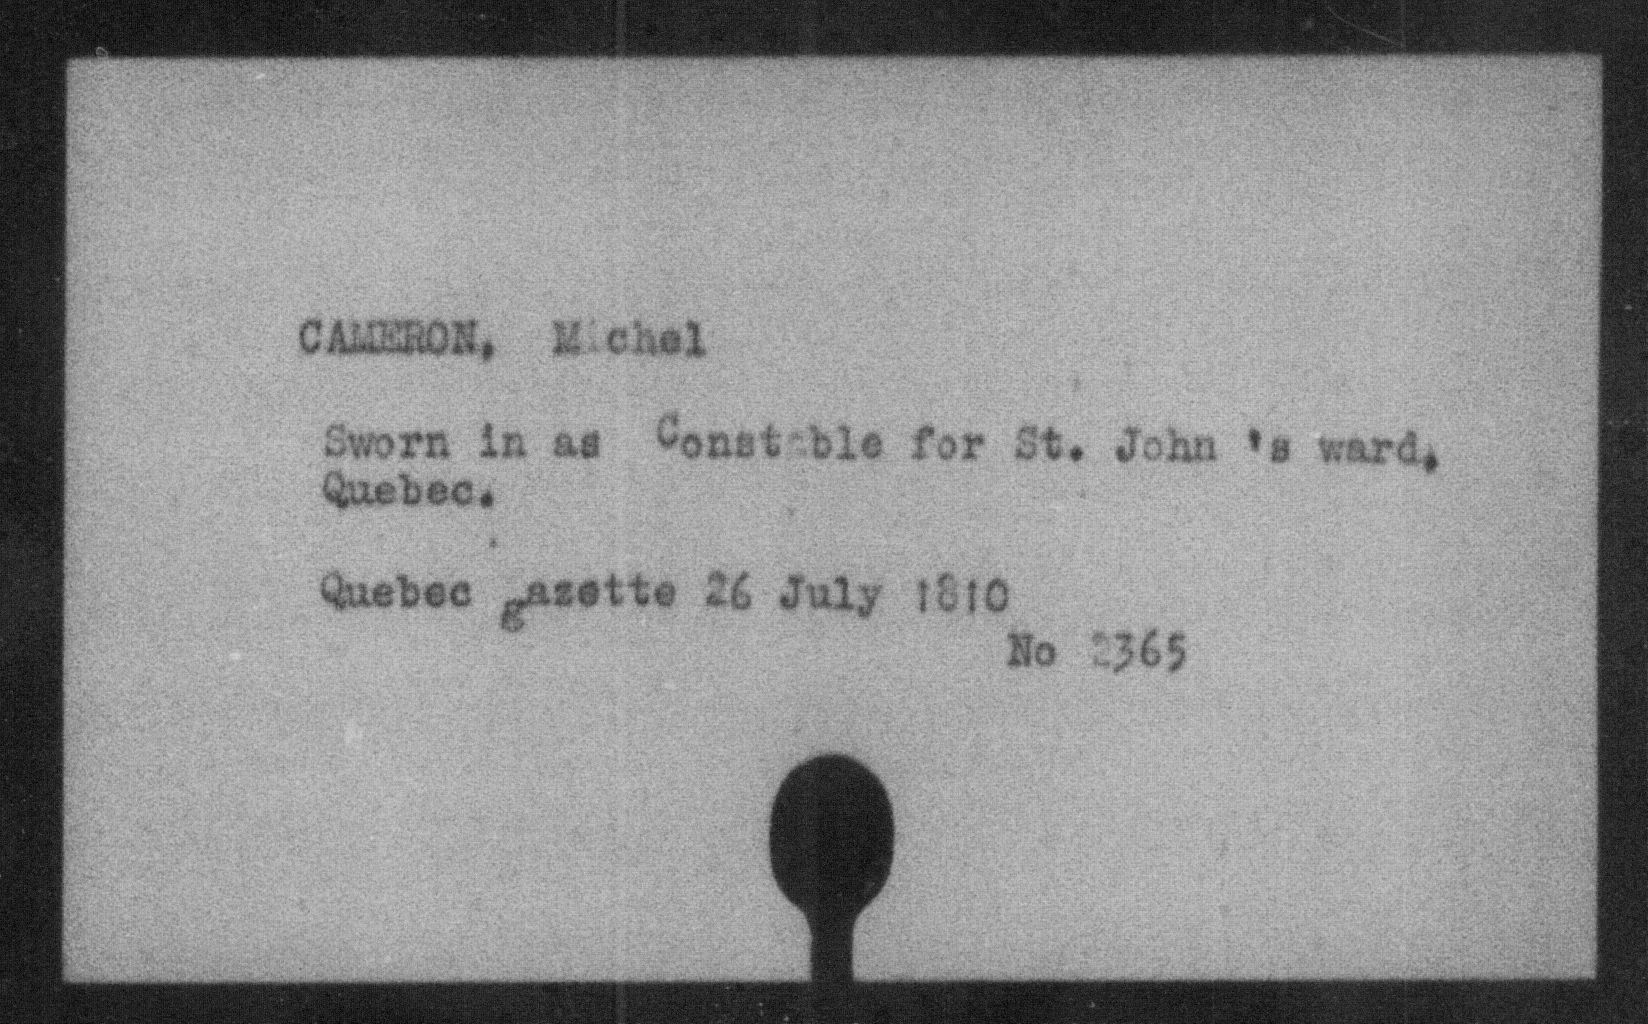 CAMERON, Michel
Sworn in as Constable for St. John 's ward,
Quebec.
Quebec gazette 26 July 1810
No 2365